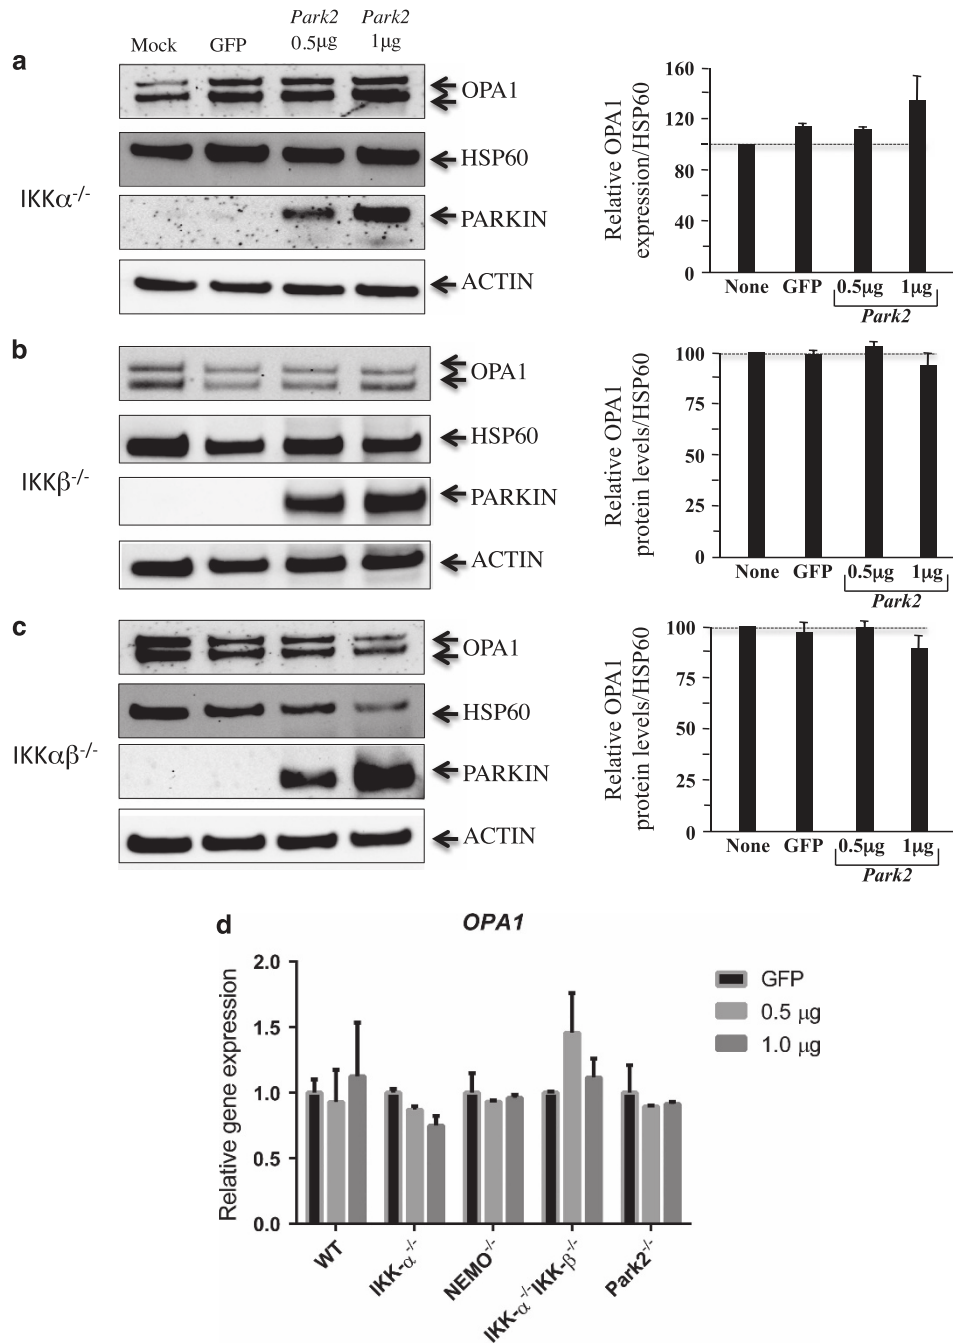 Mock GFP Park2 0.5µg Park2 1µg
a
IKKα-/-
OPA1
HSP60
PARKIN
ACTIN
Relative OPA1 expression/HSP60
160
120
80
40
0
None GFP 0.5µg 1µg
Park2
b
IKKβ-/-
OPA1
HSP60
PARKIN
ACTIN
Relative OPA1 protein levels/HSP60
100
75
50
25
0
None GFP 0.5µg 1µg
Park2
c
IKKαβ-/-
OPA1
HSP60
PARKIN
ACTIN
Relative OPA1 protein levels/HSP60
100
75
50
25
0
None GFP 0.5µg 1µg
Park2
d
OPA1
Relative gene expression
2.0
1.5
1.0
0.5
0.0
WT IKK-α-/- NEMO-/- IKK-α-/-IKK-β-/- Park2-/-
GFP
0.5 µg
1.0 µg